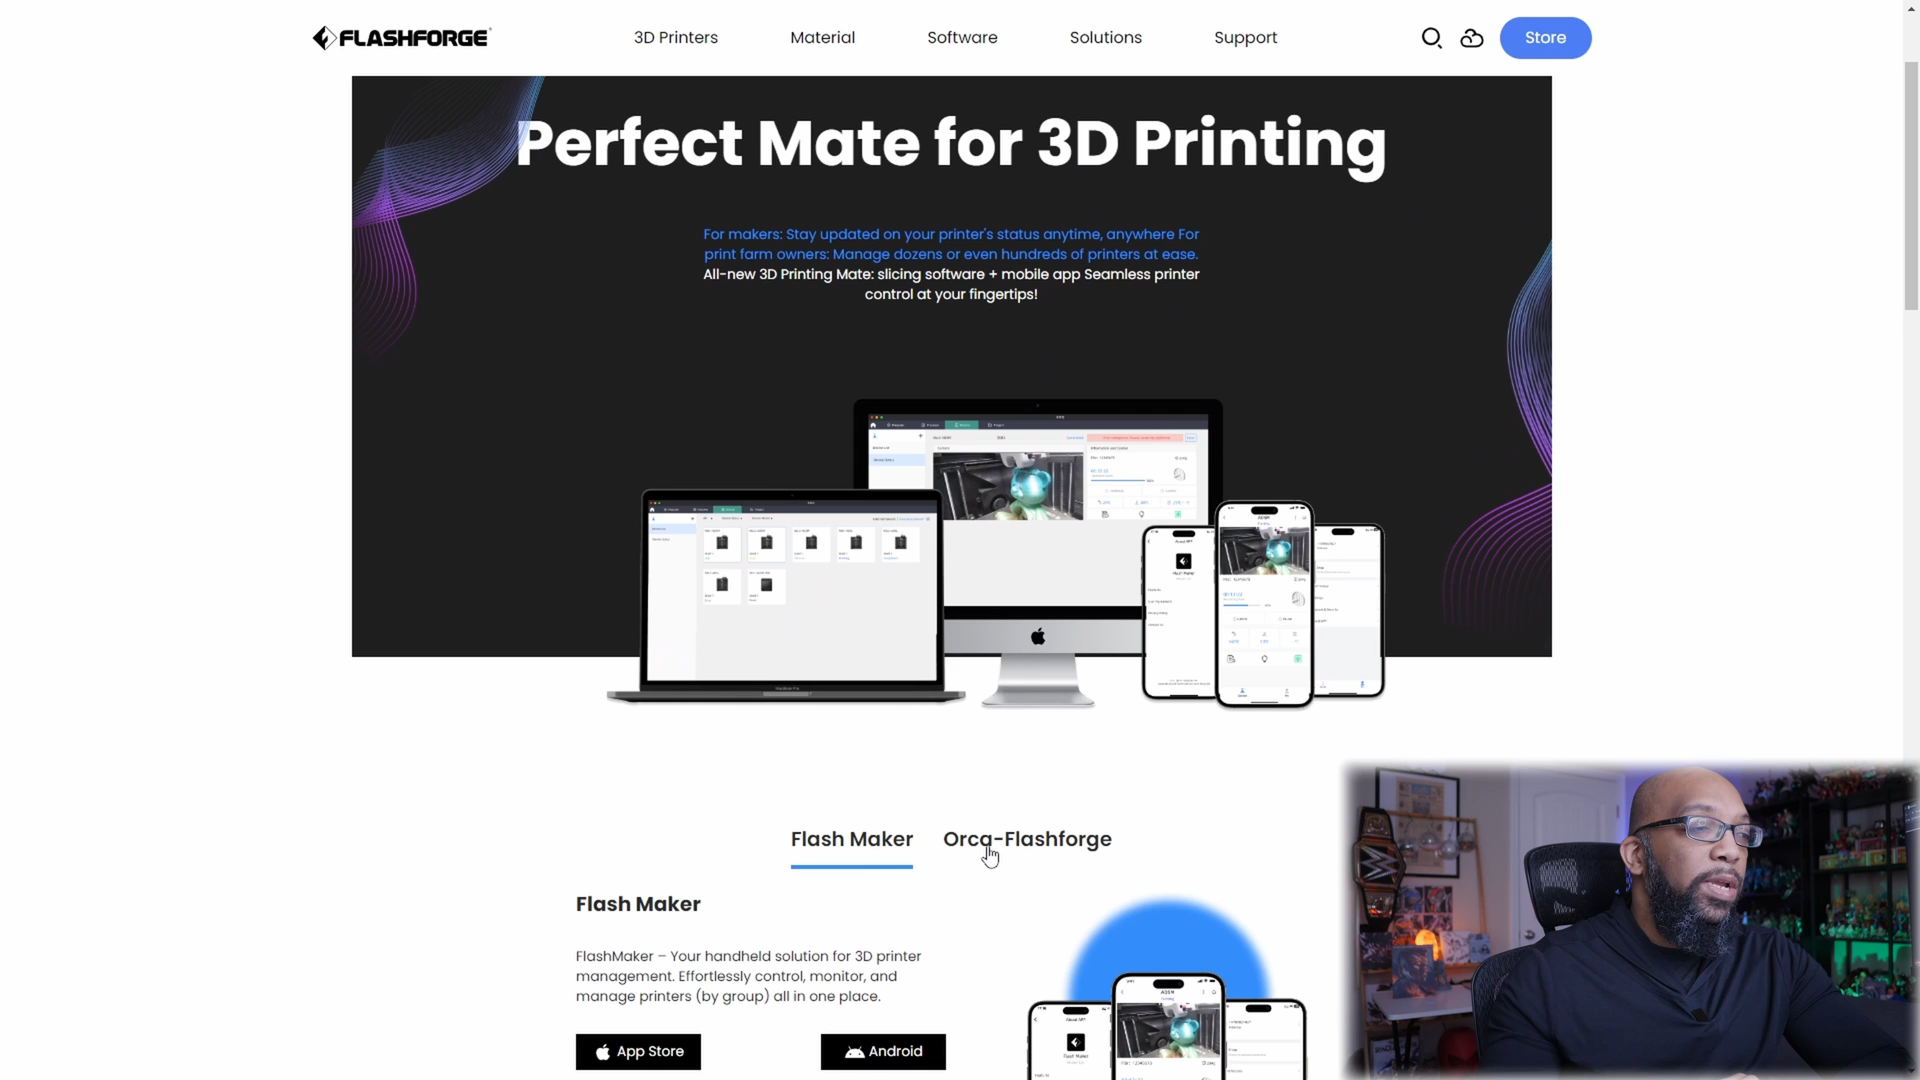 FLASHFORGE
3D Printers
Material
Software
Solutions
Support
Store
Perfect Mate for 3D Printing
For makers: Stay updated on your printer's status anytime, anywhere For
print farm owners: Manage dozens or even hundreds of printers at ease.
All-new 3D Printing Mate: slicing software + mobile app Seamless printer
control at your fingertips!
Flash Maker
Orca-Flashforge
Flash Maker
FlashMaker – Your handheld solution for 3D printer
management. Effortlessly control, monitor, and
manage printers (by group) all in one place.
App Store
Android